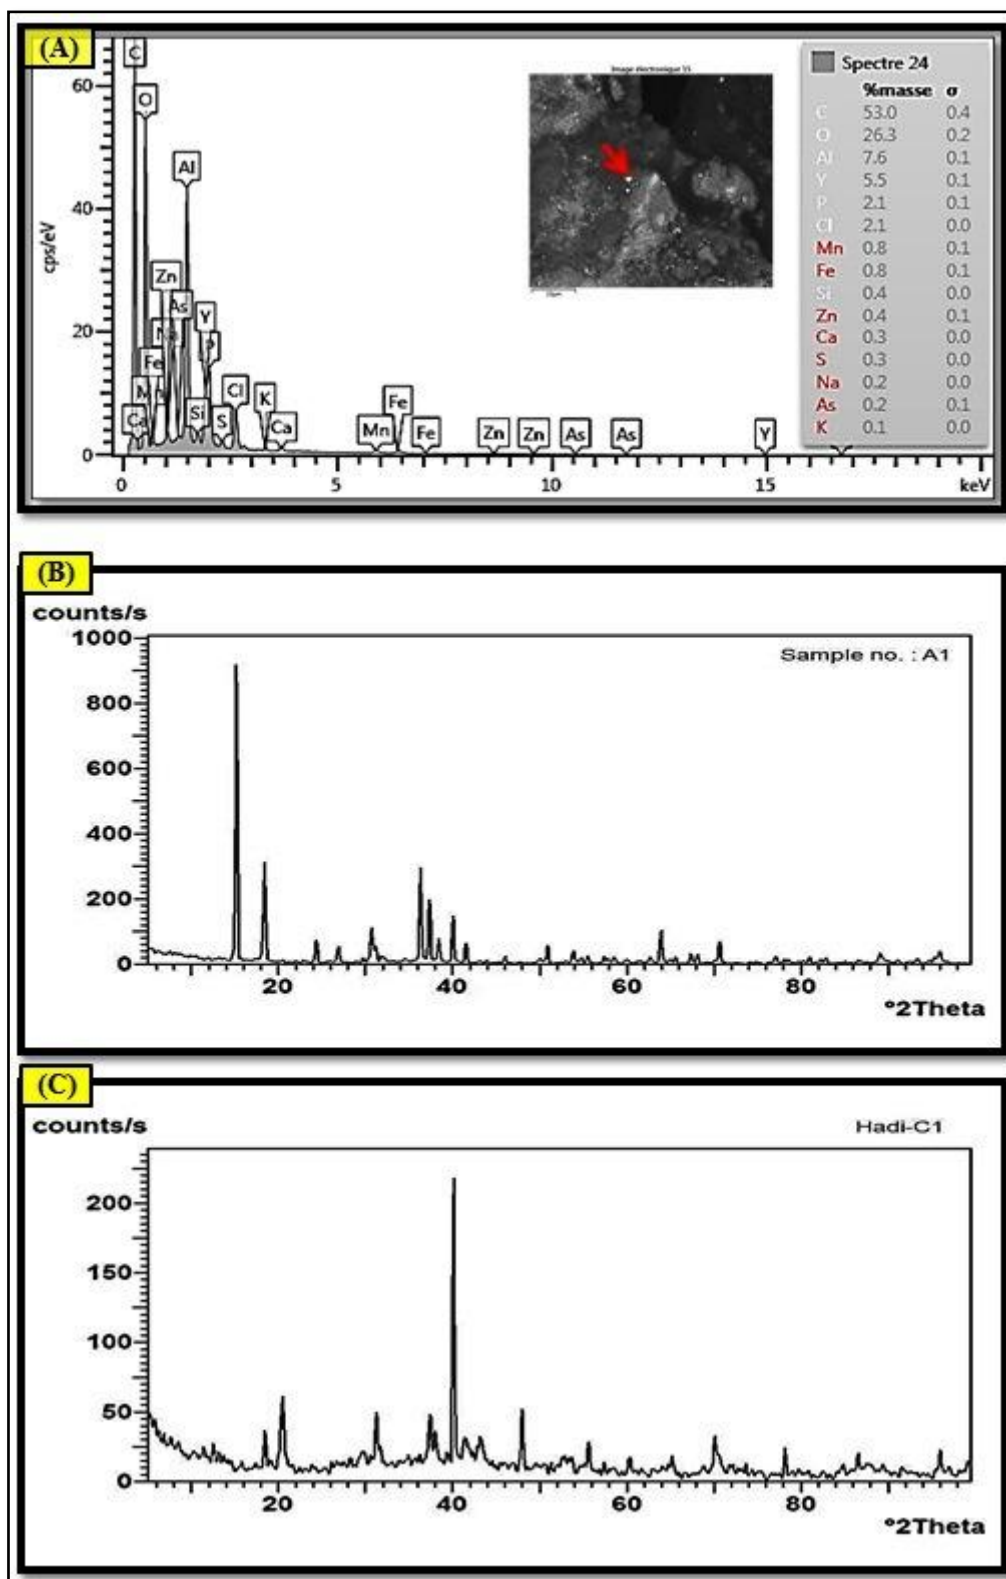 (A)
Spectre 24
%masse σ
C 53.0 0.4
O 26.3 0.2
Al 7.6 0.1
Y 5.5 0.1
P 2.1 0.1
Cl 2.1 0.0
Mn 0.8 0.1
Fe 0.8 0.1
Si 0.4 0.0
Zn 0.4 0.1
Ca 0.3 0.0
S 0.3 0.0
Na 0.2 0.0
As 0.2 0.1
K 0.1 0.0
Image électronique 55
C
O
Al
Zn
As
Na
Y
Fe
P
Mn
Cl
K
Ca
Si
S
Ca
Mn
Fe
Fe
Zn
Zn
As
As
Y
cps/eV
60
40
20
0
0 5 10 15 keV
(B)
counts/s
Sample no. : A1
1000
800
600
400
200
0
20 40 60 80
°2Theta
(C)
counts/s
Hadi-C1
200
150
100
50
0
20 40 60 80
°2Theta